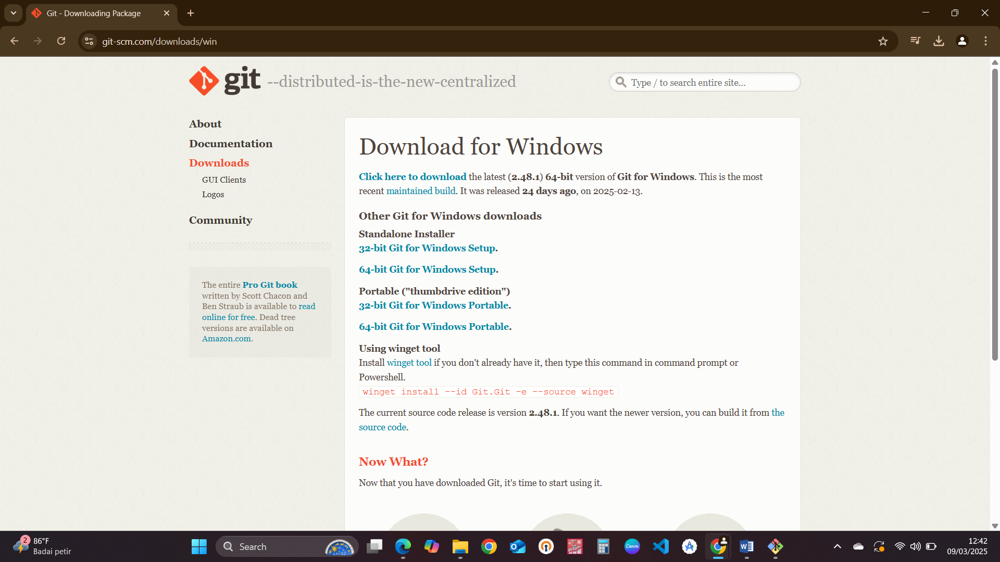 Git - Downloading Package
git-scm.com/downloads/win
git --distributed-is-the-new-centralized
Type / to search entire site...
About
Documentation
Downloads
GUI Clients
Logos
Community
The entire Pro Git book
written by Scott Chacon and
Ben Straub is available to read
online for free. Dead tree
versions are available on
Amazon.com.
Download for Windows
Click here to download the latest (2.48.1) 64-bit version of Git for Windows. This is the most
recent maintained build. It was released 24 days ago, on 2025-02-13.
Other Git for Windows downloads
Standalone Installer
32-bit Git for Windows Setup.
64-bit Git for Windows Setup.
Portable ("thumbdrive edition")
32-bit Git for Windows Portable.
64-bit Git for Windows Portable.
Using winget tool
Install winget tool if you don't already have it, then type this command in command prompt or
Powershell.
winget install --id Git.Git -e --source winget
The current source code release is version 2.48.1. If you want the newer version, you can build it from the
source code.
Now What?
Now that you have downloaded Git, it's time to start using it.
2
86°F
Badai petir
Search
Canva
12:42
09/03/2025